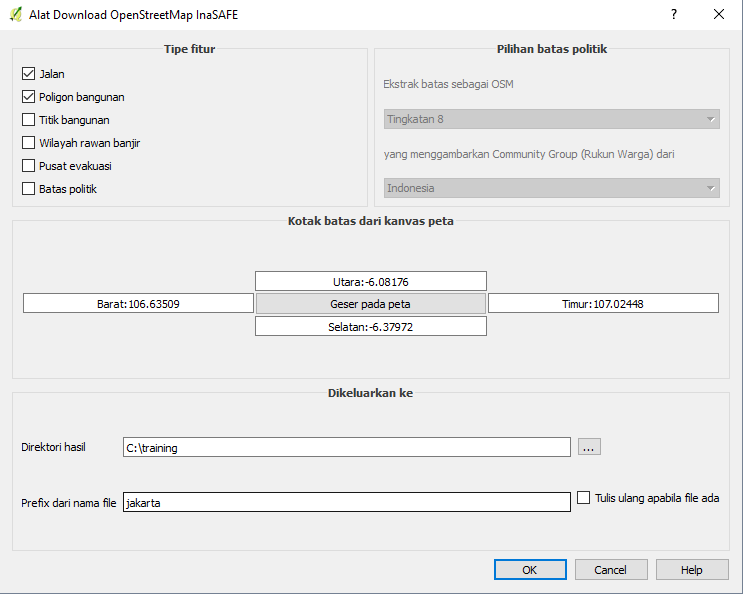 Alat Download OpenStreetMap InaSAFE
?
Tipe fitur
Jalan
Poligon bangunan
Titik bangunan
Wilayah rawan banjir
Pusat evakuasi
Batas politik
Pilihan batas politik
Ekstrak batas sebagai OSM
Tingkatan 8
yang menggambarkan Community Group (Rukun Warga) dari
Indonesia
Kotak batas dari kanvas peta
Utara:-6.08176
Barat:106.63509
Geser pada peta
Timur:107.02448
Selatan:-6.37972
Dikeluarkan ke
Direktori hasil
C:\training
...
Prefix dari nama file
jakarta
Tulis ulang apabila file ada
OK
Cancel
Help